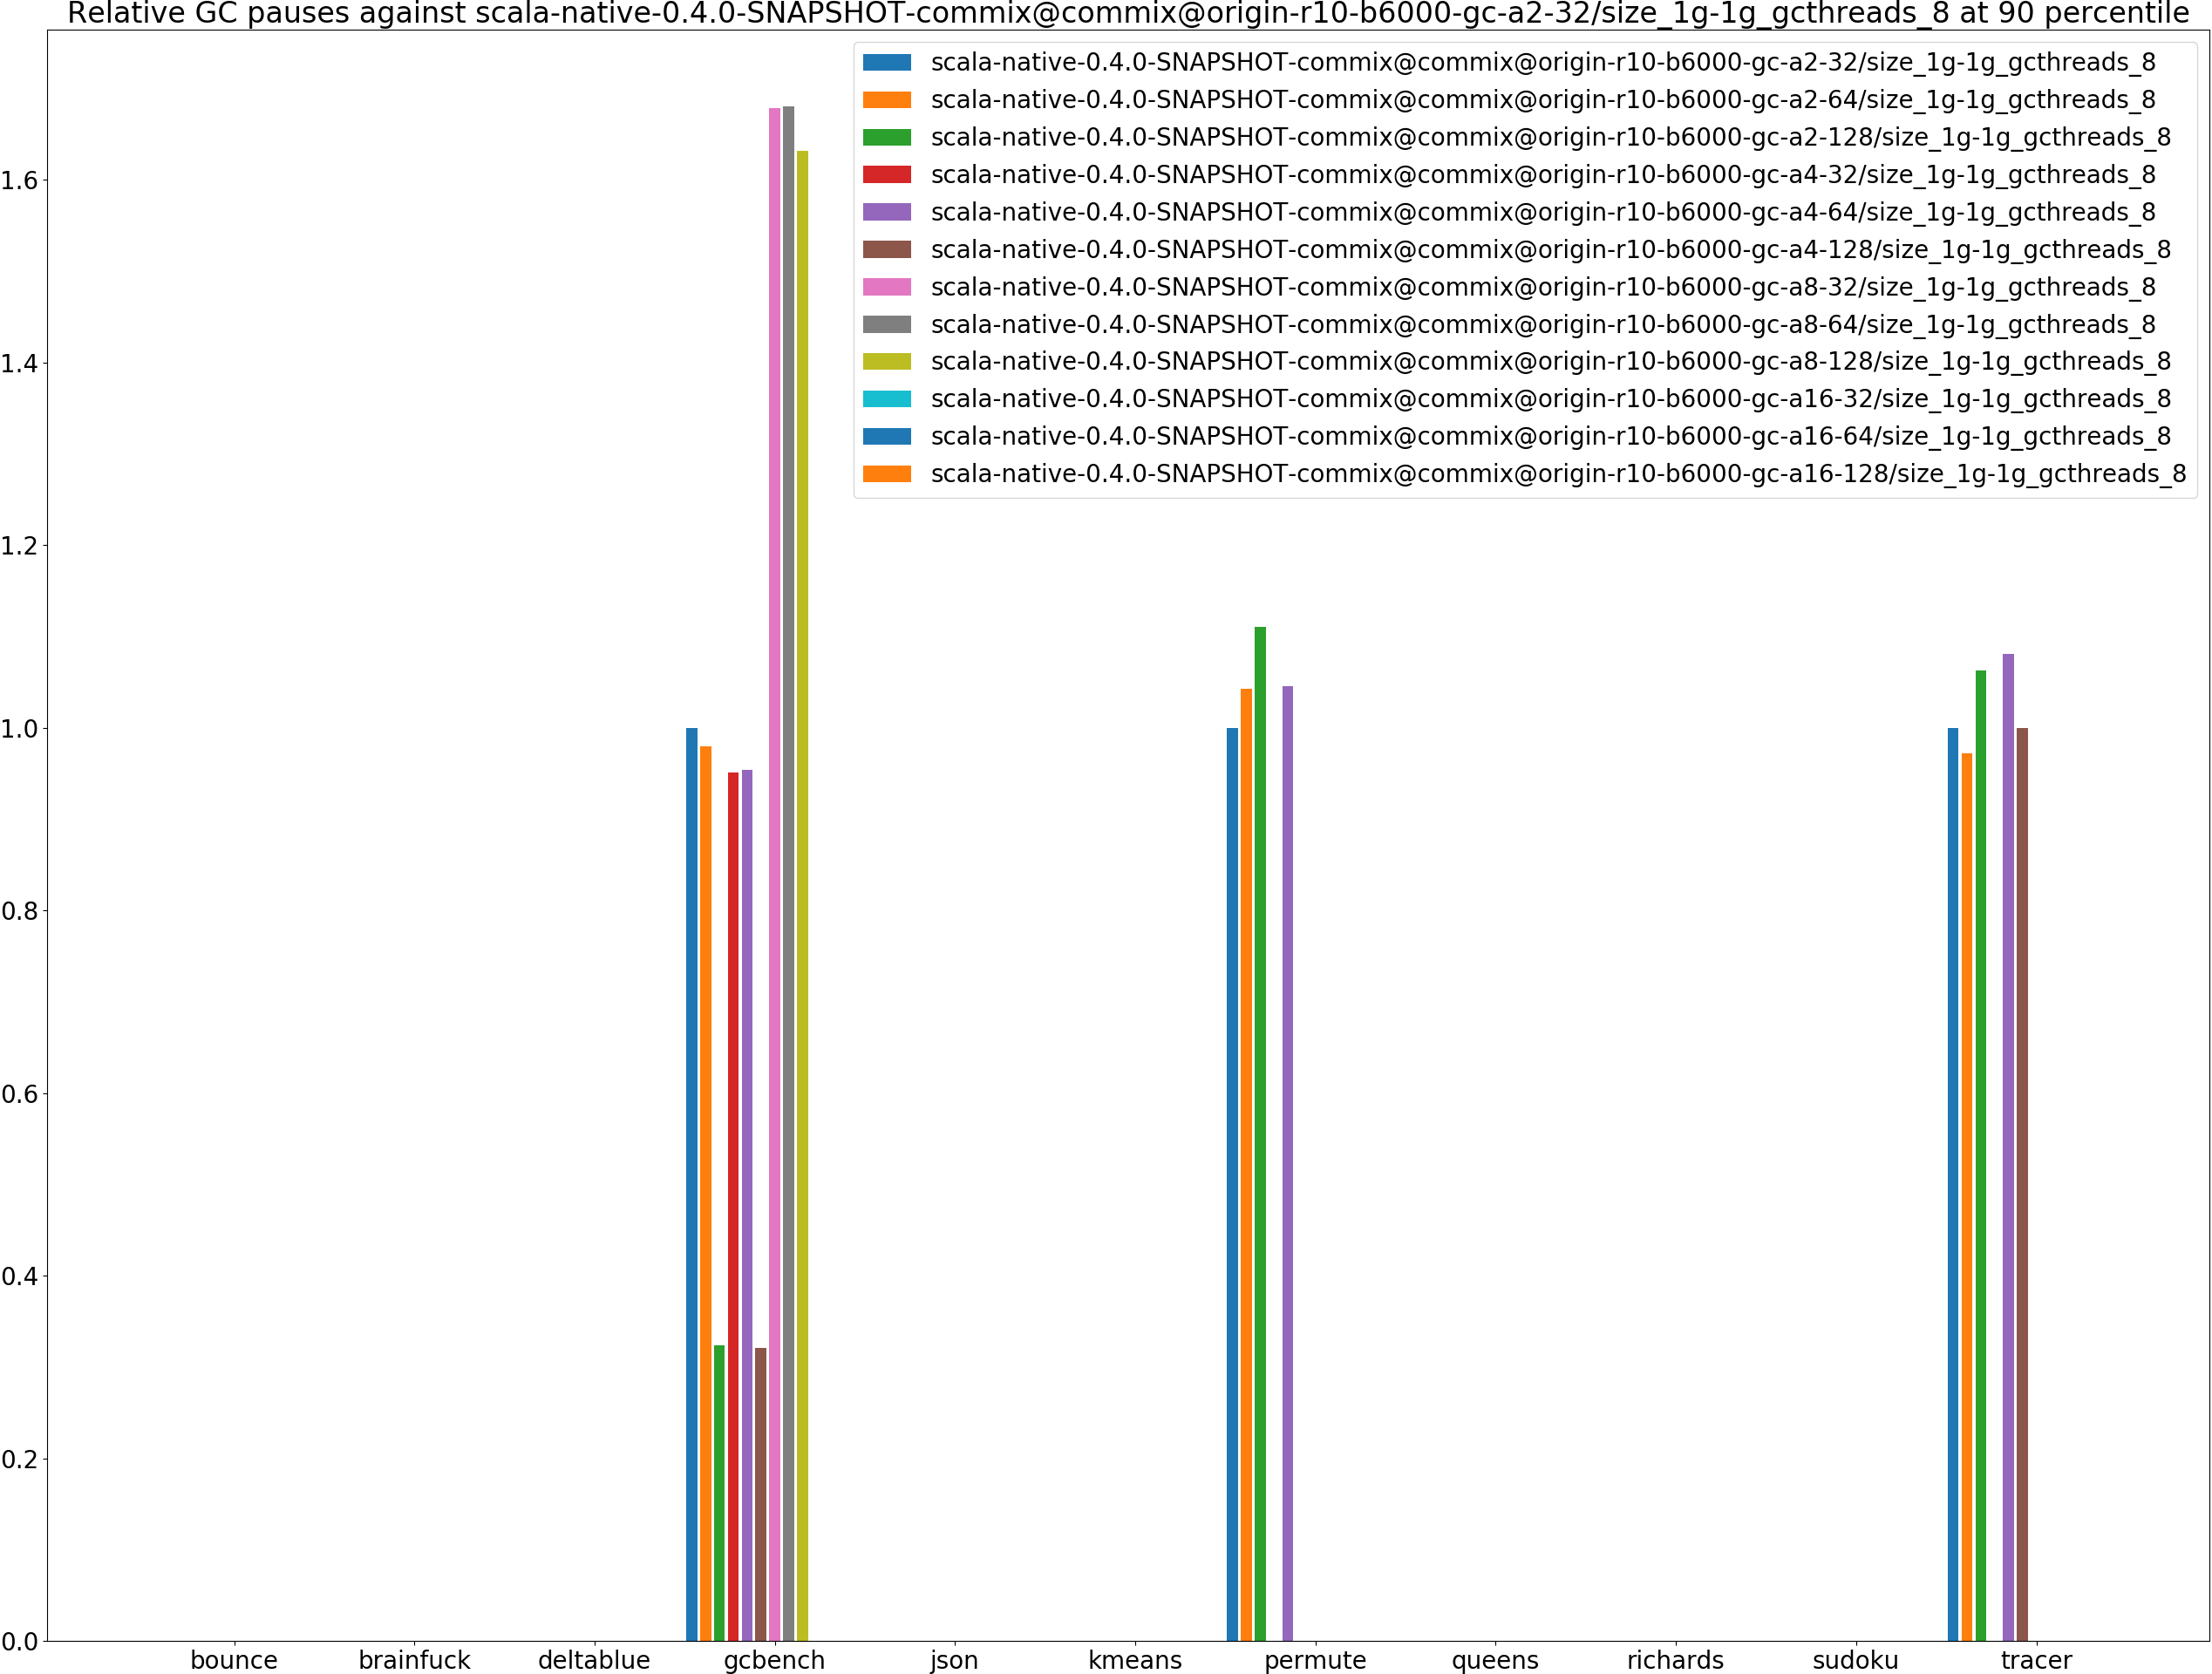 Relative GC pauses against scala-native-0.4.0-SNAPSHOT-commix@commix@origin-r10-b6000-gc-a2-32/size_1g-1g_gcthreads_8 at 90 percentile
scala-native-0.4.0-SNAPSHOT-commix@commix@origin-r10-b6000-gc-a2-32/size_1g-1g_gcthreads_8
scala-native-0.4.0-SNAPSHOT-commix@commix@origin-r10-b6000-gc-a2-64/size_1g-1g_gcthreads_8
scala-native-0.4.0-SNAPSHOT-commix@commix@origin-r10-b6000-gc-a2-128/size_1g-1g_gcthreads_8
scala-native-0.4.0-SNAPSHOT-commix@commix@origin-r10-b6000-gc-a4-32/size_1g-1g_gcthreads_8
scala-native-0.4.0-SNAPSHOT-commix@commix@origin-r10-b6000-gc-a4-64/size_1g-1g_gcthreads_8
scala-native-0.4.0-SNAPSHOT-commix@commix@origin-r10-b6000-gc-a4-128/size_1g-1g_gcthreads_8
scala-native-0.4.0-SNAPSHOT-commix@commix@origin-r10-b6000-gc-a8-32/size_1g-1g_gcthreads_8
scala-native-0.4.0-SNAPSHOT-commix@commix@origin-r10-b6000-gc-a8-64/size_1g-1g_gcthreads_8
scala-native-0.4.0-SNAPSHOT-commix@commix@origin-r10-b6000-gc-a8-128/size_1g-1g_gcthreads_8
scala-native-0.4.0-SNAPSHOT-commix@commix@origin-r10-b6000-gc-a16-32/size_1g-1g_gcthreads_8
scala-native-0.4.0-SNAPSHOT-commix@commix@origin-r10-b6000-gc-a16-64/size_1g-1g_gcthreads_8
scala-native-0.4.0-SNAPSHOT-commix@commix@origin-r10-b6000-gc-a16-128/size_1g-1g_gcthreads_8
1.6
1.4
1.2
1.0
0.8
0.6
0.4
0.2
0.0
bounce brainfuck deltablue gcbench json kmeans permute queens richards sudoku tracer